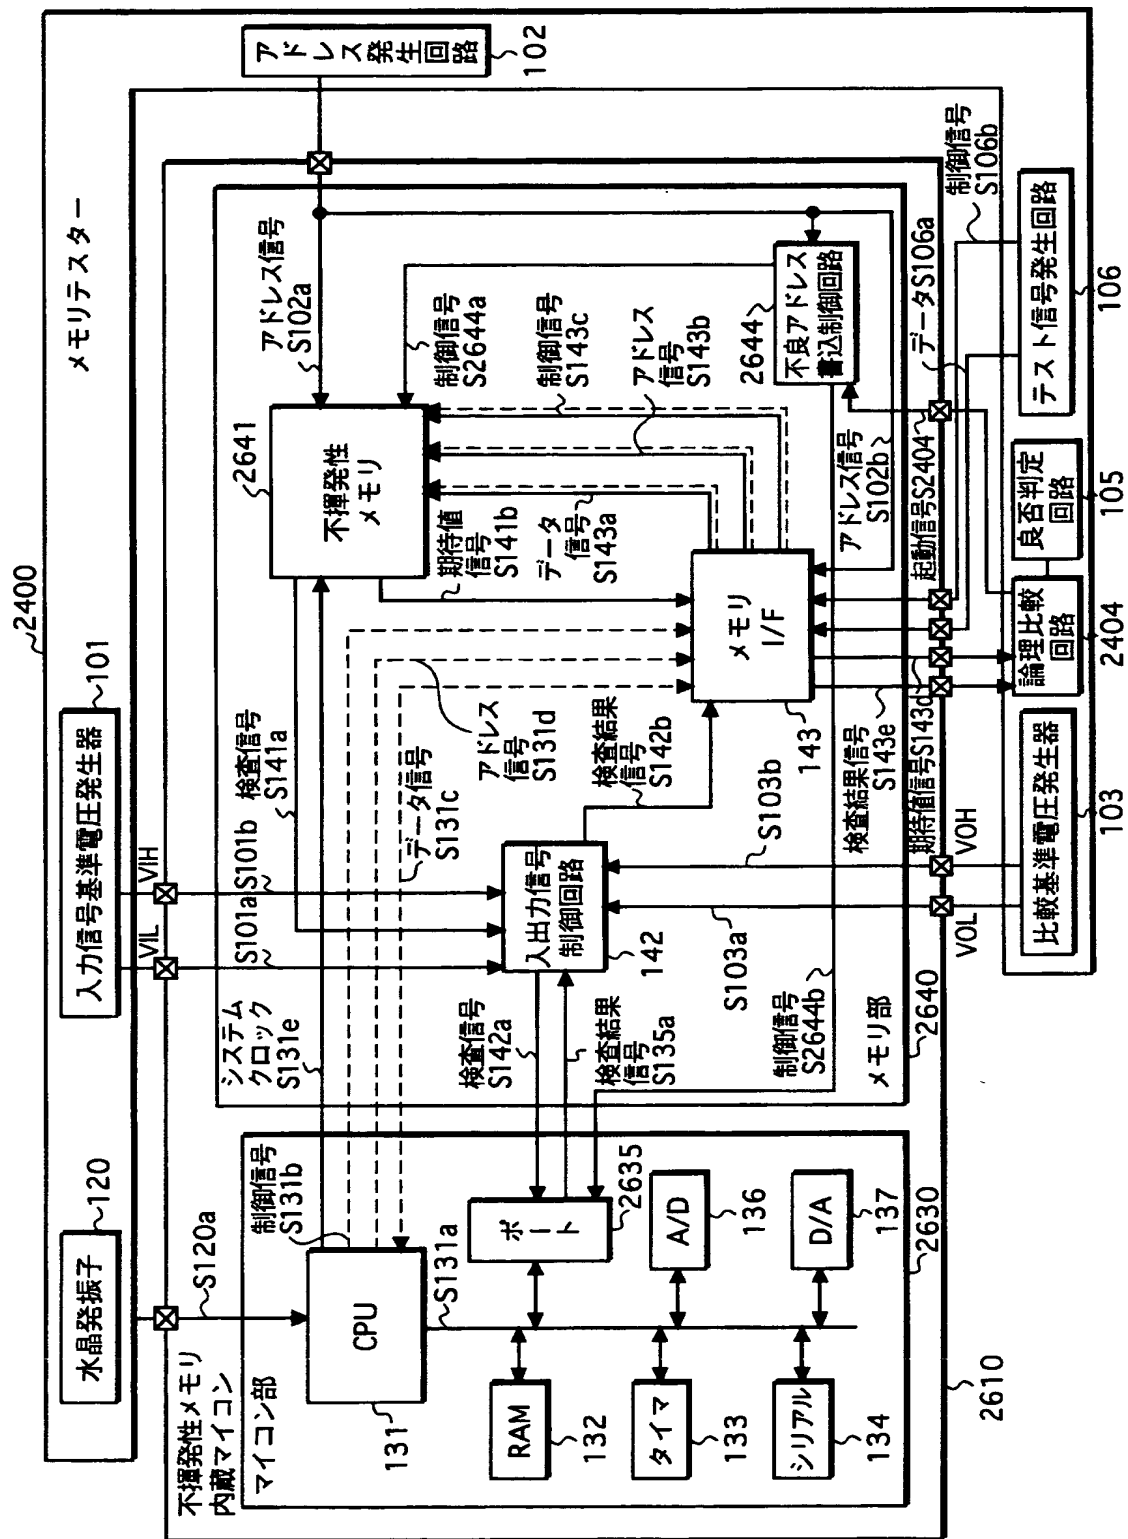 2400
メモリテスター
水晶発振子
120
入力信号基準電圧発生器
101
アドレス発生回路
102
S120a
VIL
VIH
S101a
S101b
検査信号
S141a
アドレス信号
S102a
不揮発性メモリ
内蔵マイコン
マイコン部
制御信号
S131b
システム
クロック
S131e
CPU
131
S131a
RAM
132
タイマ
133
シリアル
134
ポート
2635
A/D
136
D/A
137
2630
2610
データ信号
S131c
アドレス
信号
S131d
検査信号
S142a
検査結果
信号
S135a
入出力信号
制御回路
142
検査結果
信号
S142b
不揮発性
メモリ
2641
期待値
信号
S141b
データ
信号
S143a
制御信号
S2644a
制御信号
S143c
アドレス
信号
S143b
2644
不良アドレス
書込制御回路
メモリ
I/F
143
アドレス信号
S102b
S103a
S103b
制御信号
S2644b
メモリ部
2640
検査結果信号
S143e
期待値信号S143d
起動信号S2404
データS106a
制御信号
S106b
VOL
VOH
比較基準電圧発生器
103
論理比較
回路
2404
良否判定
回路
105
テスト信号発生回路
106